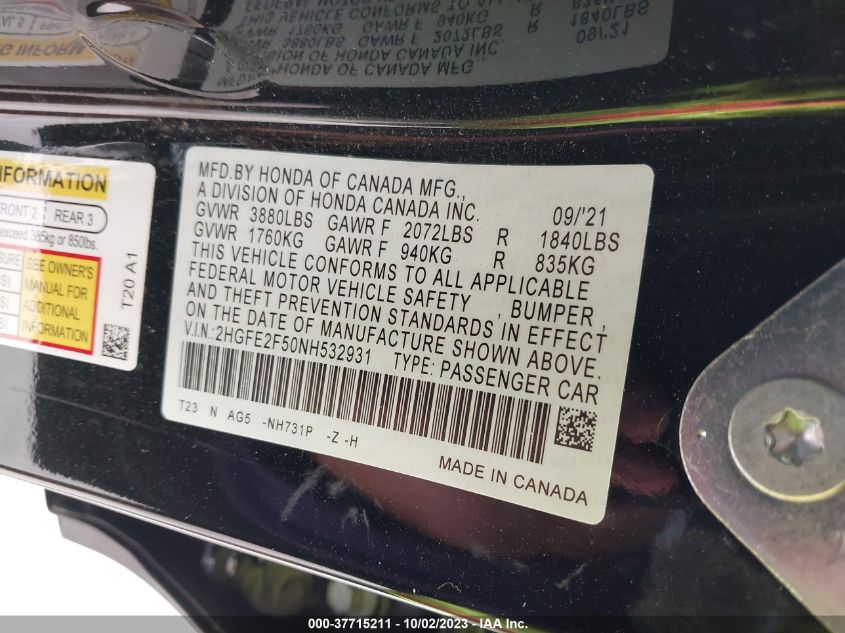 MFD.BY HONDA OF CANADA MFG.,
A DIVISION OF HONDA CANADA INC. 09/'21
GVWR 3880LBS GAWR F 2072LBS R 1840LBS
GVWR 1760KG GAWR F 940KG R 835KG
THIS VEHICLE CONFORMS TO ALL APPLICABLE
FEDERAL MOTOR VEHICLE SAFETY , BUMPER,
AND THEFT PREVENTION STANDARDS IN EFFECT
ON THE DATE OF MANUFACTURE SHOWN ABOVE.
V.I.N.:2HGFE2F50NH532931 TYPE: PASSENGER CAR
T23 N AG5 -NH731P -Z -H
MADE IN CANADA
FRONT 2 REAR 3
exceed 385kg or 850lbs.
SEE OWNER'S
MANUAL FOR
ADDITIONAL
INFORMATION
T20 A1
000-37715211 - 10/02/2023 - IAA Inc.